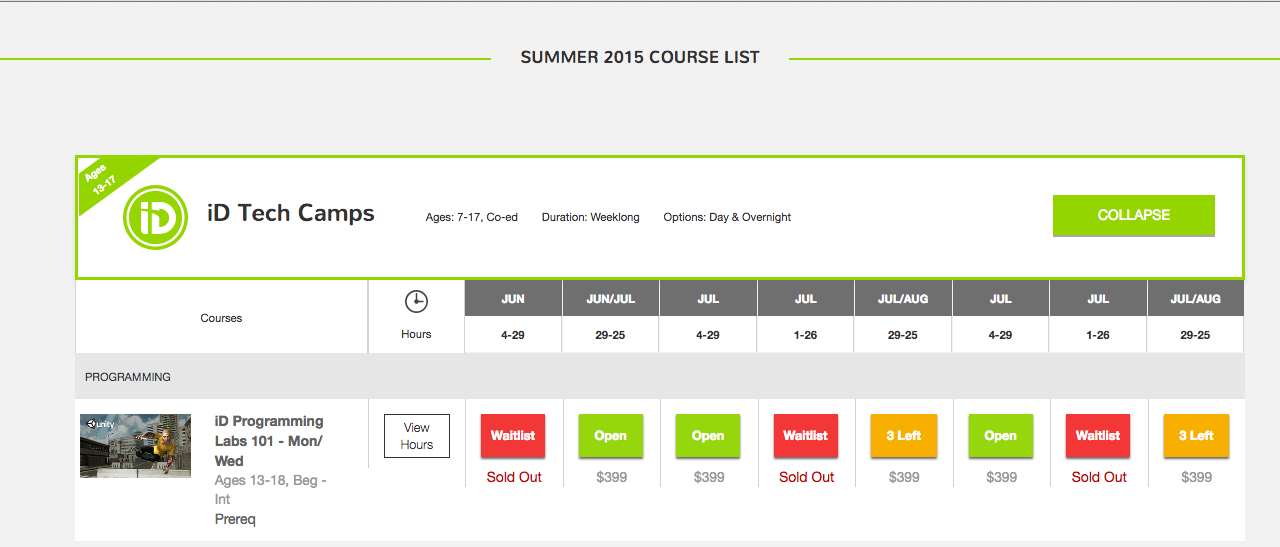 SUMMER 2015 COURSE LIST
Ages
13-17
iD
iD Tech Camps
Ages: 7-17, Co-ed Duration: Weeklong Options: Day & Overnight
COLLAPSE
Courses
Hours
JUN JUN/JUL JUL JUL JUL/AUG JUL JUL JUL/AUG
4-29 29-25 4-29 1-26 29-25 4-29 1-26 29-25
PROGRAMMING
unity
iD Programming
Labs 101 - Mon/
Wed
Ages 13-18, Beg -
Int
Prereq
View
Hours
Waitlist Open Open Waitlist 3 Left Open Waitlist 3 Left
Sold Out $399 $399 Sold Out $399 $399 Sold Out $399